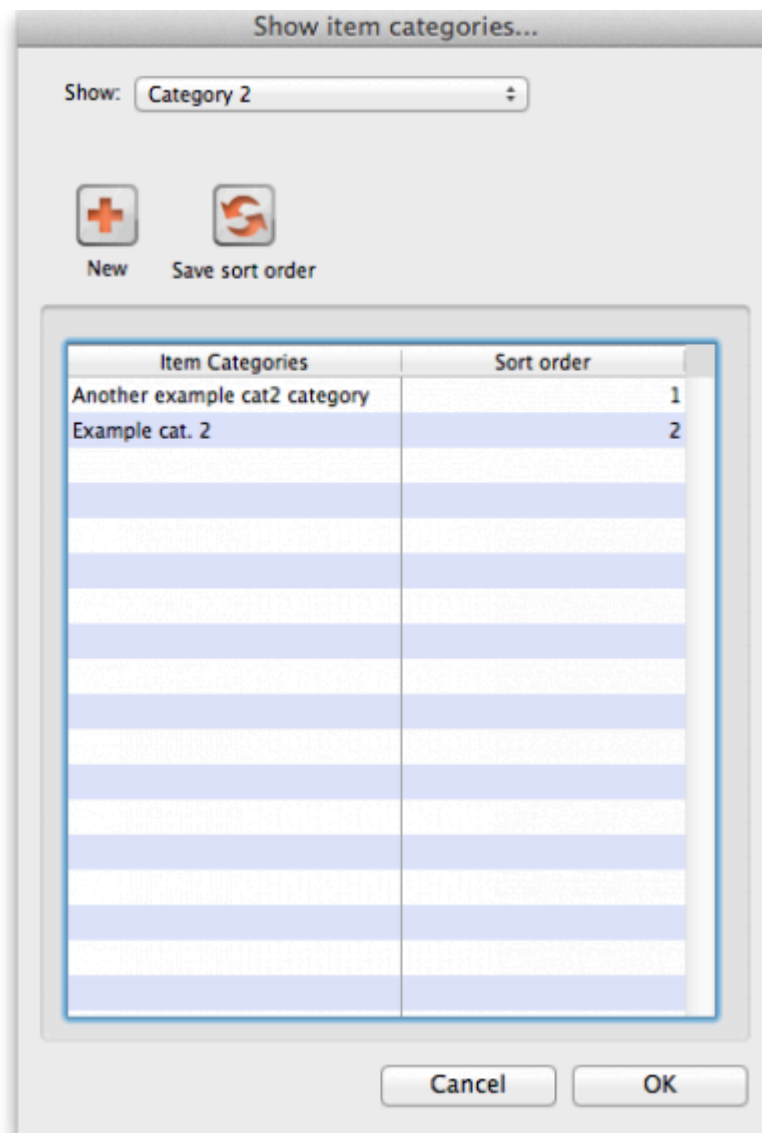 Show item categories...
Show: Category 2
New Save sort order
Item Categories Sort order
Another example cat2 category 1
Example cat. 2 2
Cancel OK